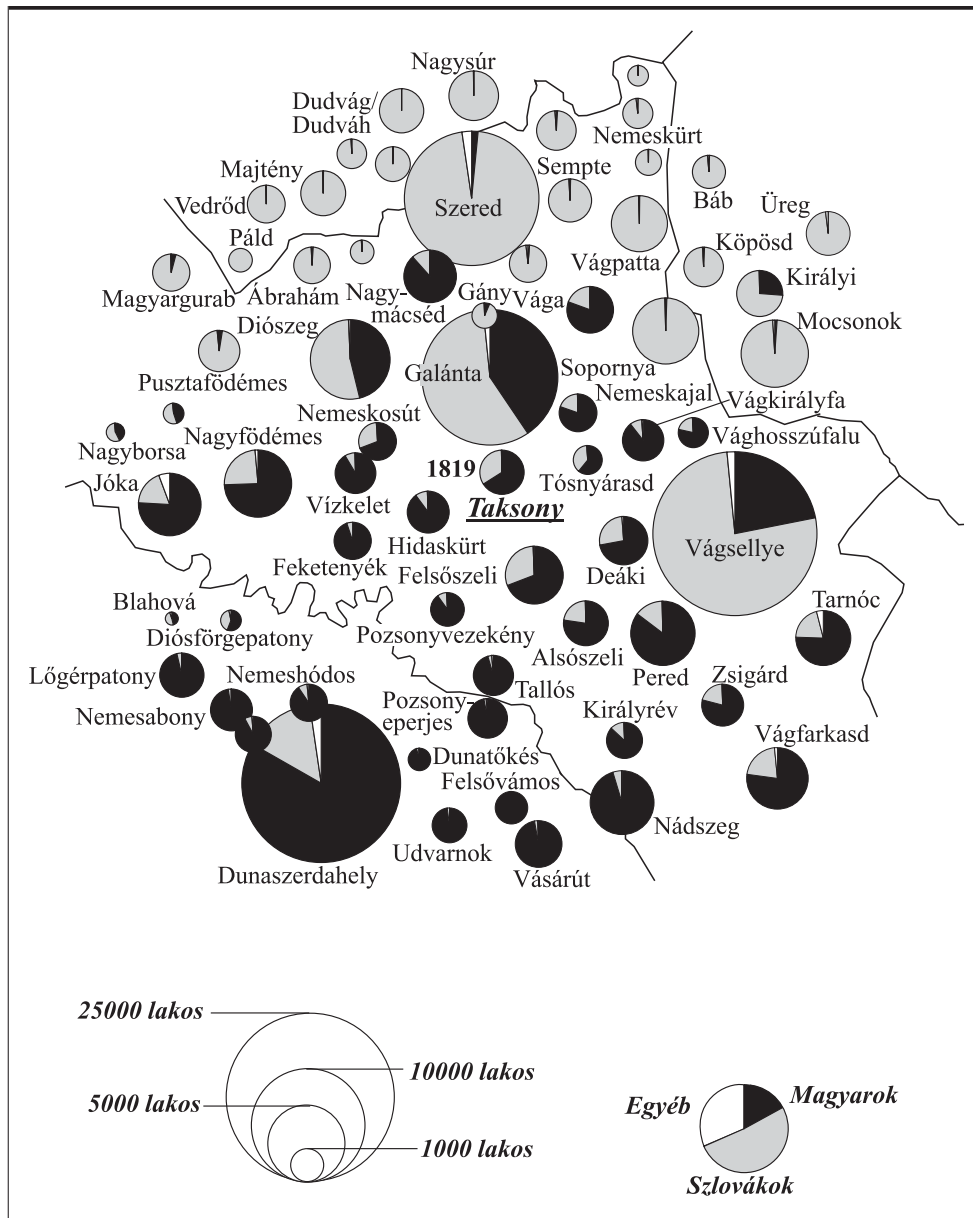 Nagysúr
Dudvág/
Dudváh
Nemeskürt
Majtény
Sempte
Báb
Vedrőd
Szered
Üreg
Páld
Köpösd
Vágpatta
Királyi
Magyargurab
Ábrahám
Nagy-
mácséd
Gány
Vága
Diószeg
Mocsonok
Galánta
Sopornya
Pusztafödémes
Nemeskajal
Vágkirályfa
Nemeskosút
Nagyborsa
Nagyfödémes
Vághosszúfalu
Jóka
1819
Tósnyárasd
Vízkelet
Taksony
Hidaskürt
Vágsellye
Feketenyék
Felsőszeli
Deáki
Blahová
Tarnóc
Diósförgepatony
Pozsonyvezekény
Alsószeli
Lőgérpatony
Nemeshódos
Pered
Zsigárd
Tallós
Nemesabony
Pozsony-
eperjes
Királyrév
Vágfarkasd
Dunatőkés
Felsővámos
Nádszeg
Udvarnok
Dunaszerdahely
Vásárút
25000 lakos
10000 lakos
5000 lakos
1000 lakos
Egyéb
Magyarok
Szlovákok